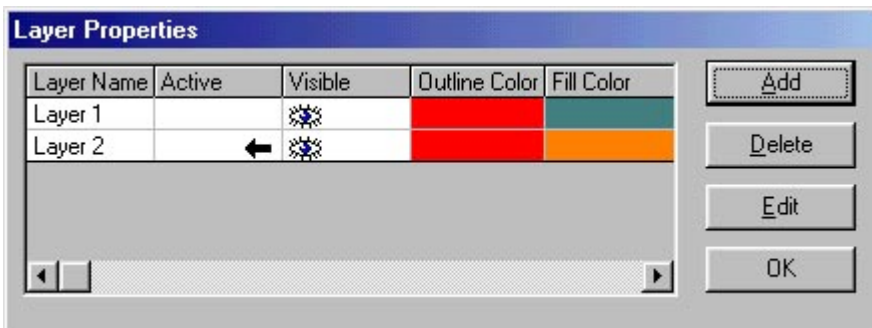 Layer Properties
Layer Name Active Visible Outline Color Fill Color
Layer 1
Layer 2
Add
Delete
Edit
OK